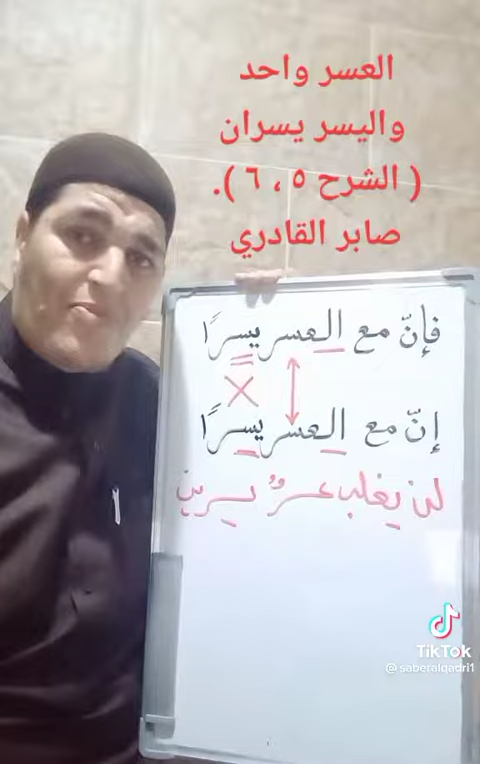 العسر واحد
واليسر يسران
( الشرح ٥ ، ٦ ).
صابر القادري
فإنّ مع العسر يسرًا
إنّ مع العسر يسرًا
لن يغلب عسرٌ يسرين
TikTok
@saberalqadri1